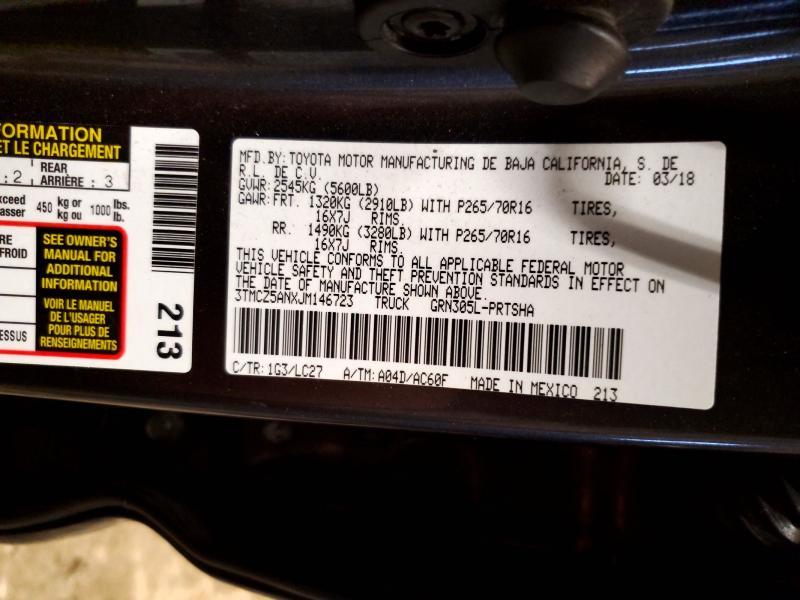 FORMATION
ET LE CHARGEMENT
: 2 REAR
ARRIÈRE : 3
exceed
passer 450 kg or
kg ou 1000 lbs.
lb.
RE
FROID
SEE OWNER'S
MANUAL FOR
ADDITIONAL
INFORMATION
VOIR LE MANUEL
DE L'USAGER
POUR PLUS DE
RENSEIGNEMENTS
ESSUS
213
MFD.BY:TOYOTA MOTOR MANUFACTURING DE BAJA CALIFORNIA, S. DE
R.L. DE C.V. DATE: 03/18
GVWR:2545KG (5600LB)
GAWR:FRT. 1320KG (2910LB) WITH P265/70R16 TIRES,
16X7J RIMS,
RR. 1490KG (3280LB) WITH P265/70R16 TIRES,
16X7J RIMS.
THIS VEHICLE CONFORMS TO ALL APPLICABLE FEDERAL MOTOR
VEHICLE SAFETY AND THEFT PREVENTION STANDARDS IN EFFECT ON
THE DATE OF MANUFACTURE SHOWN ABOVE.
3TMCZ5ANXJM146723 TRUCK GRN305L-PRTSHA
C/TR:1G3/LC27 A/TM:A04D/AC60F MADE IN MEXICO 213